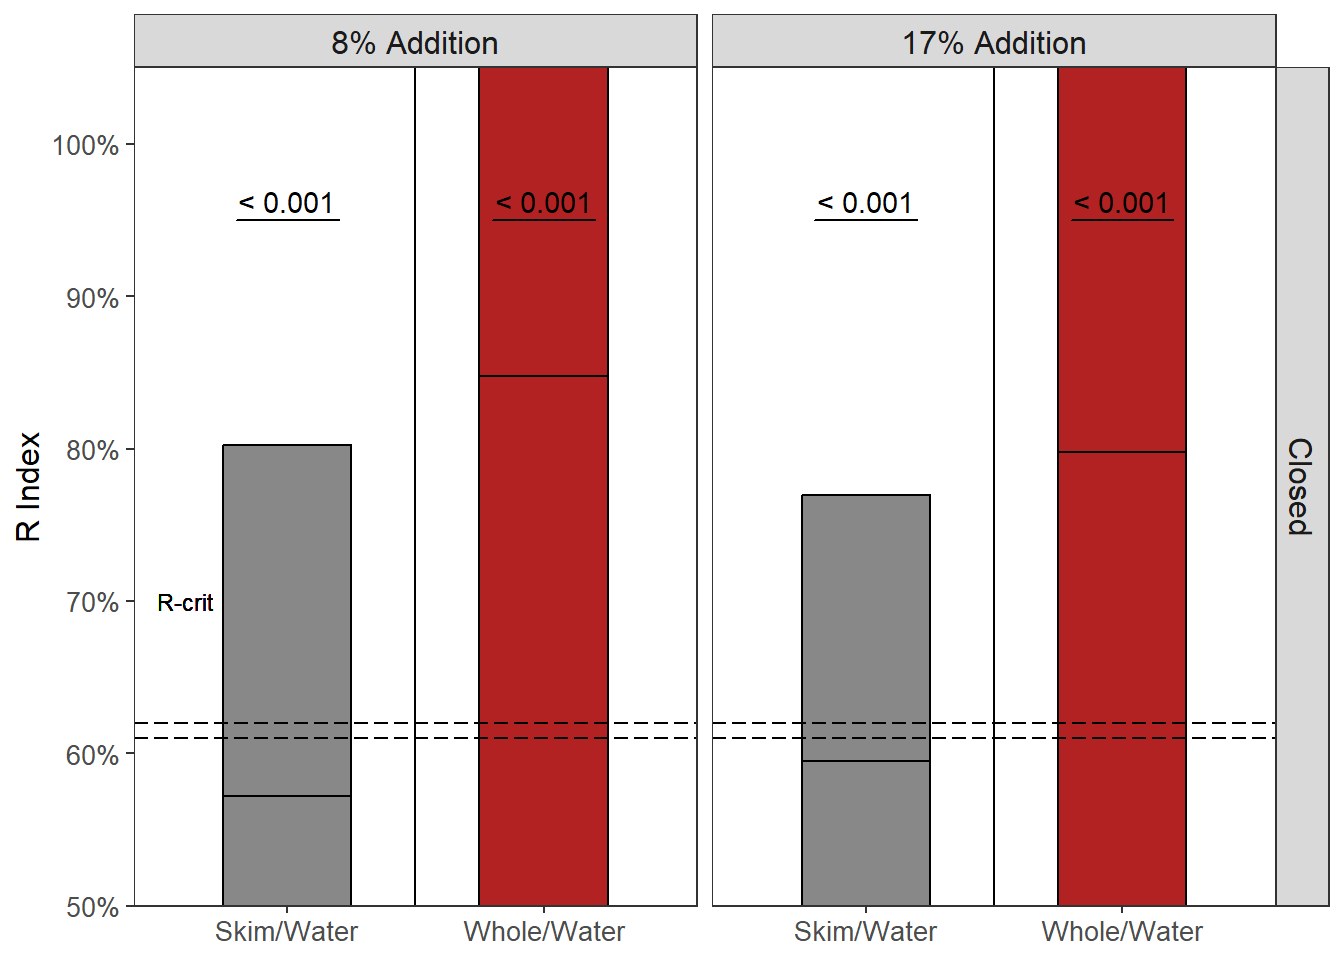 8% Addition
17% Addition
100%
90%
80%
70%
60%
50%
R Index
< 0.001
< 0.001
< 0.001
< 0.001
R-crit
Closed
Skim/Water
Whole/Water
Skim/Water
Whole/Water